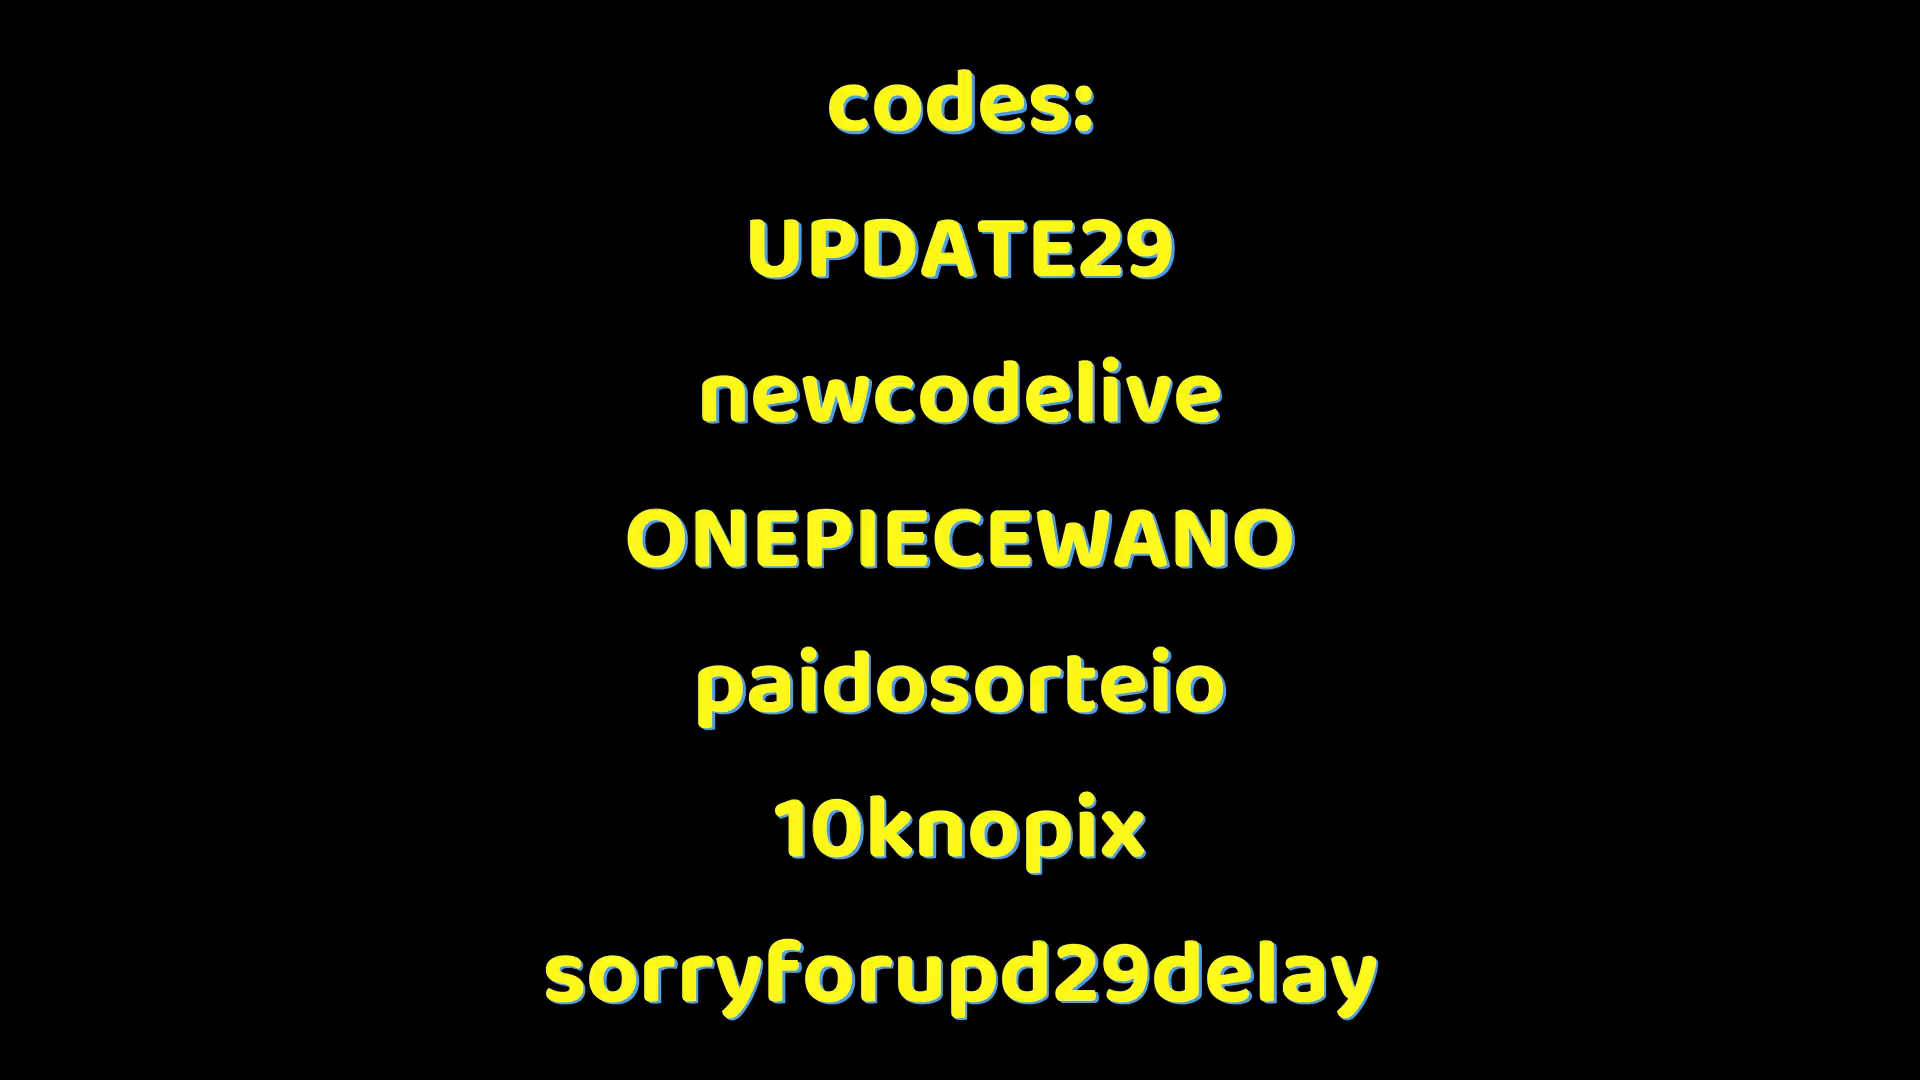 codes:
UPDATE29
newcodelive
ONEPIECEWANO
paidosorteio
10knopix
sorryforupd29delay